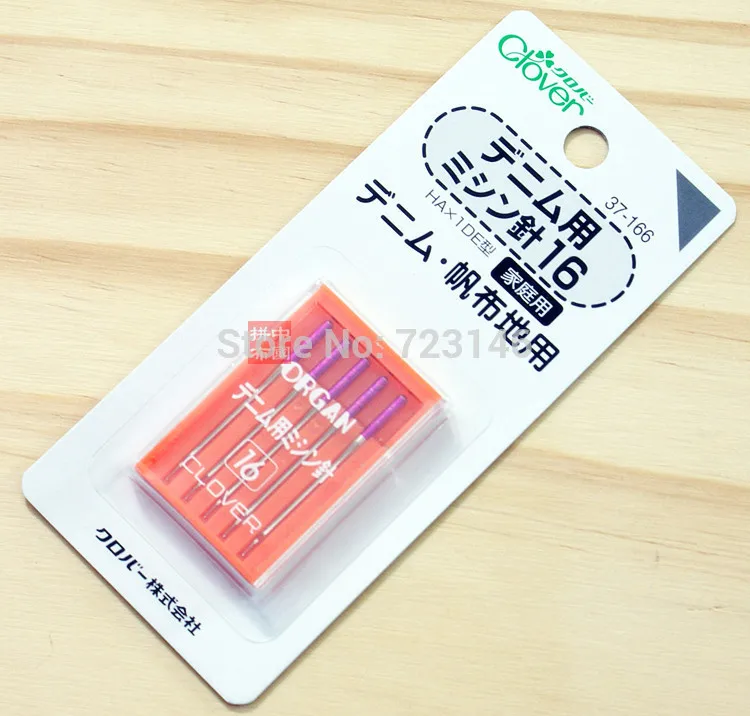 Clover
クロバー
デニム用
ミシン針16
37-166
HA×1DE型
家庭用
デニム・帆布地用
ORGAN
デニム用ミシン針
16
CLOVER
クロバー株式会社
Store No: 723148